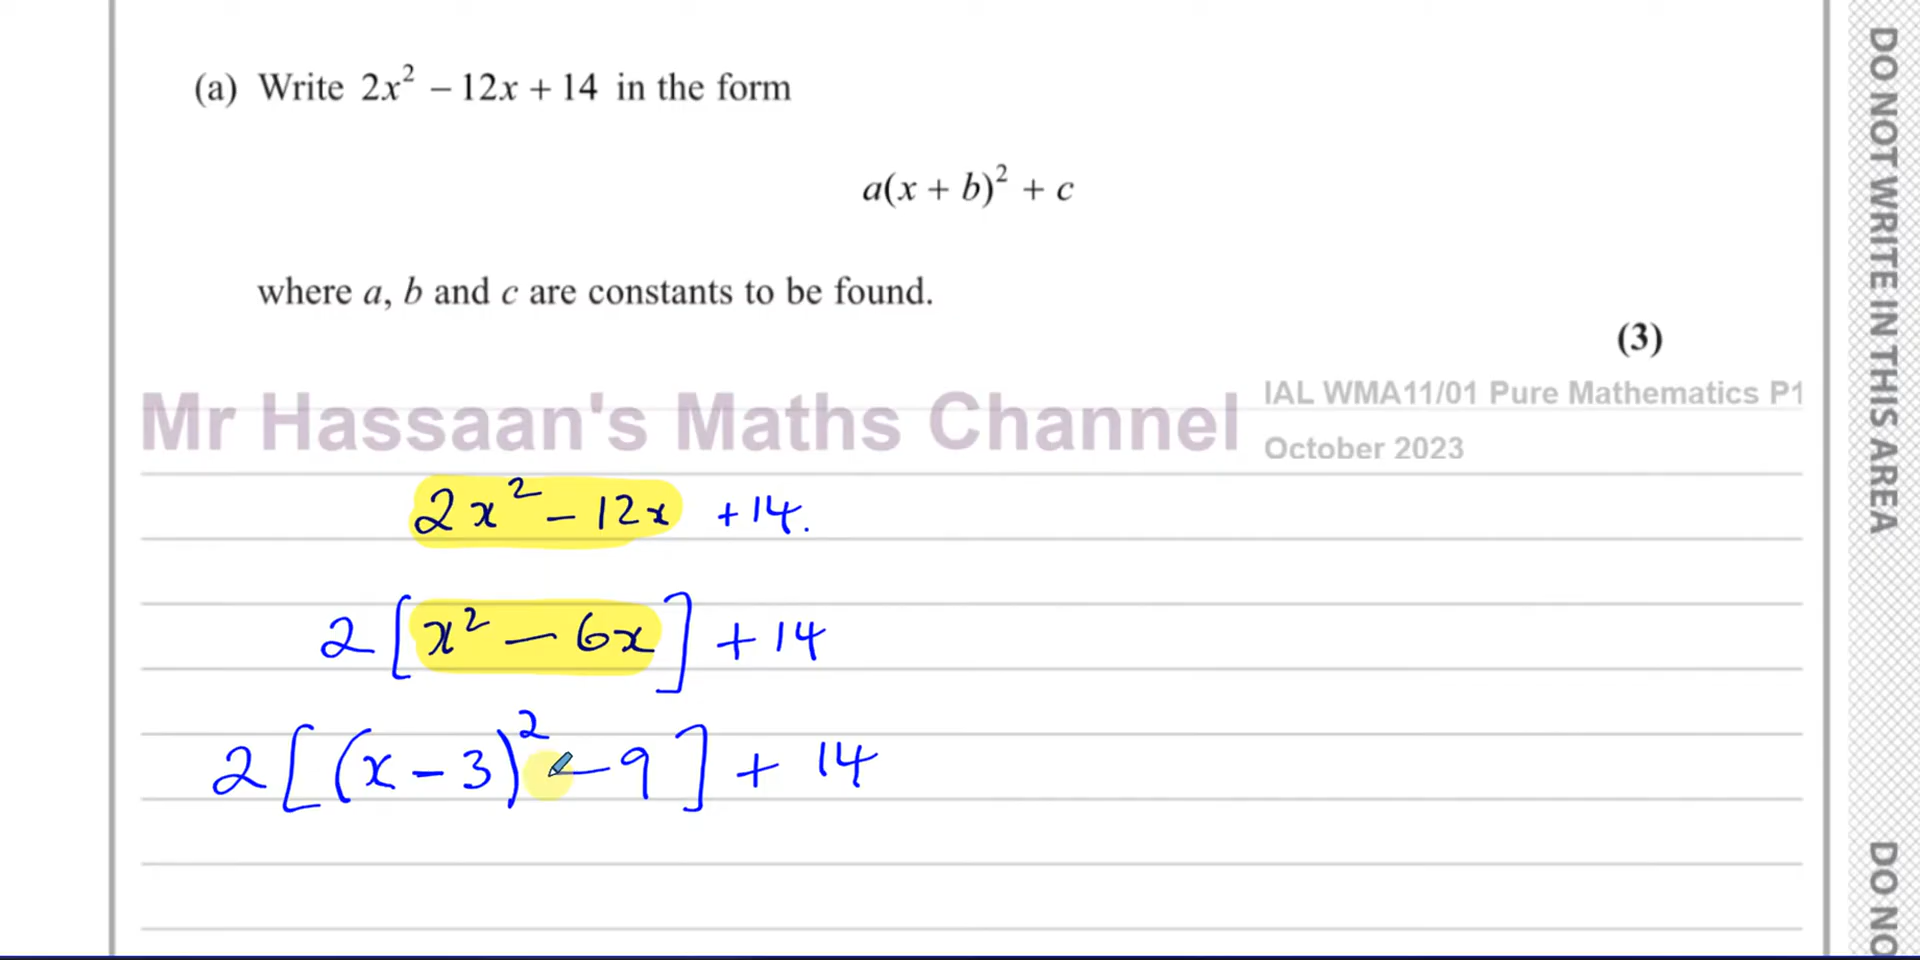 (a) Write 2x² − 12x + 14 in the form
a(x + b)² + c
where a, b and c are constants to be found.
(3)
Mr Hassaan's Maths Channel
IAL WMA11/01 Pure Mathematics P1
October 2023
2x² − 12x + 14.
2[x² − 6x] + 14
2[(x − 3)² − 9] + 14
DO NOT WRITE IN THIS AREA
DO NO